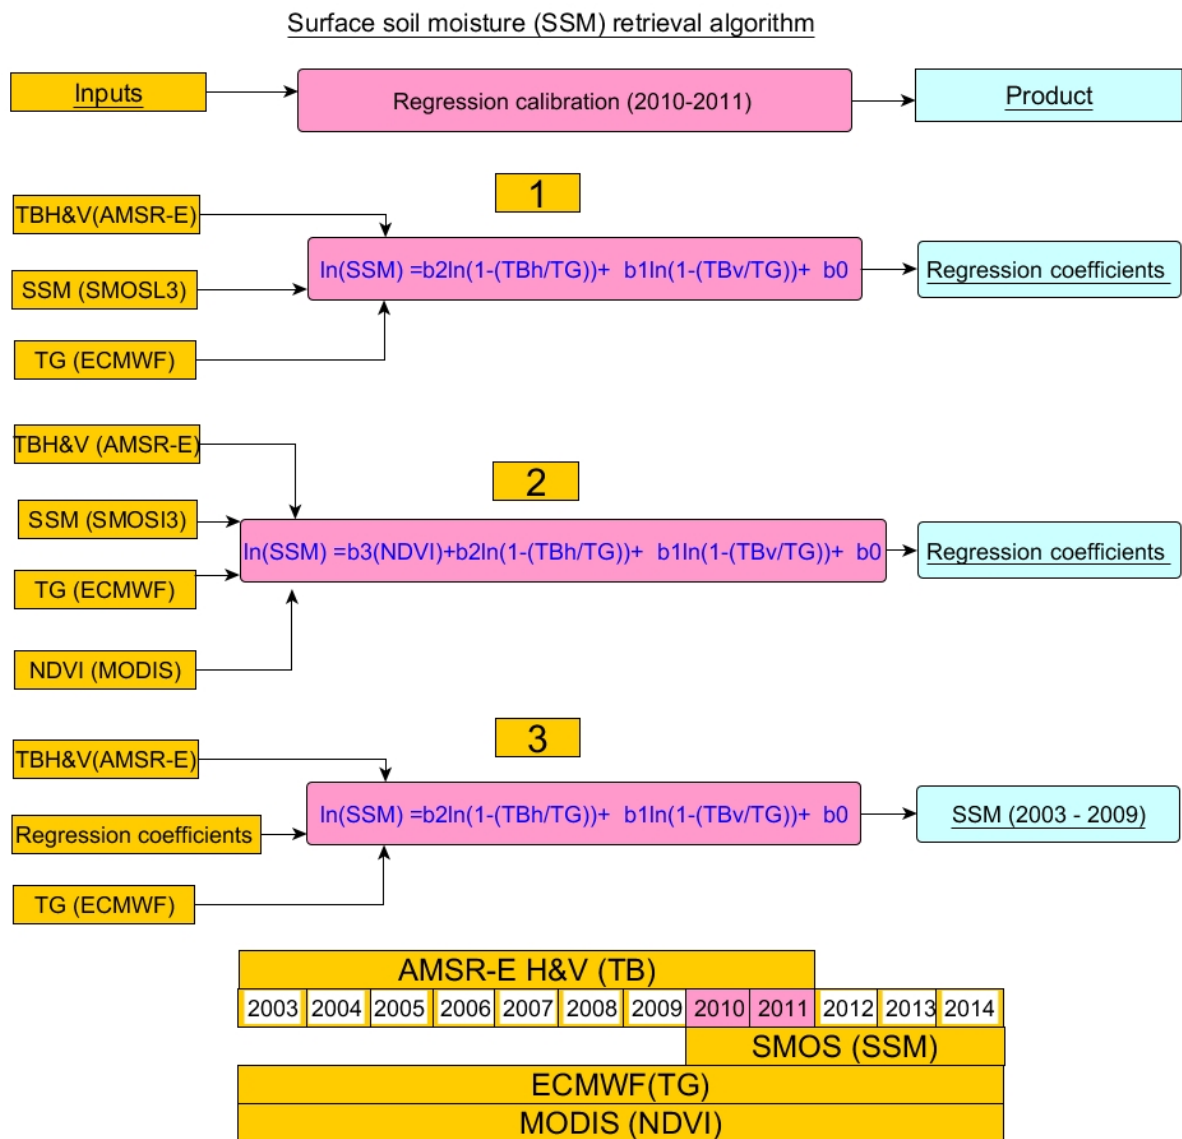 Surface soil moisture (SSM) retrieval algorithm
Inputs
Regression calibration (2010-2011)
Product
1
TBH&V(AMSR-E)
SSM (SMOSL3)
TG (ECMWF)
ln(SSM) =b2ln(1-(TBh/TG))+ b1ln(1-(TBv/TG))+ b0
Regression coefficients
2
TBH&V (AMSR-E)
SSM (SMOSI3)
TG (ECMWF)
NDVI (MODIS)
ln(SSM) =b3(NDVI)+b2ln(1-(TBh/TG))+ b1ln(1-(TBv/TG))+ b0
Regression coefficients
3
TBH&V(AMSR-E)
Regression coefficients
TG (ECMWF)
ln(SSM) =b2ln(1-(TBh/TG))+ b1ln(1-(TBv/TG))+ b0
SSM (2003 - 2009)
AMSR-E H&V (TB)
2003 2004 2005 2006 2007 2008 2009 2010 2011 2012 2013 2014
SMOS (SSM)
ECMWF(TG)
MODIS (NDVI)